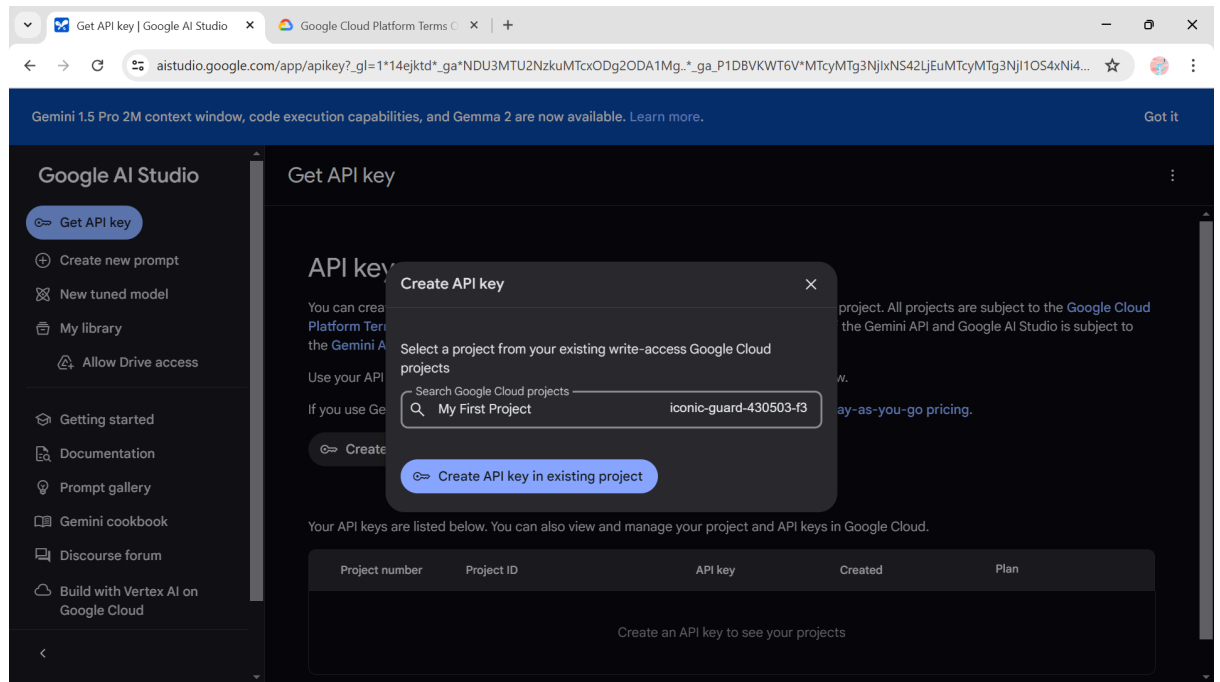 Get API key | Google AI Studio
Google Cloud Platform Terms O
aistudio.google.com/app/apikey?_gl=1*14ejktd*_ga*NDU3MTU2NzkuMTcxODg2ODA1Mg..*_ga_P1DBVKWT6V*MTcyMTg3NjIxNS42LjEuMTcyMTg3NjI1OS4xNi4...
Gemini 1.5 Pro 2M context window, code execution capabilities, and Gemma 2 are now available. Learn more.
Got it
Google AI Studio
Get API key
Create new prompt
New tuned model
My library
Allow Drive access
Getting started
Documentation
Prompt gallery
Gemini cookbook
Discourse forum
Build with Vertex AI on
Google Cloud
Get API key
API key
You can crea
project. All projects are subject to the Google Cloud
Platform Ter
the Gemini API and Google AI Studio is subject to
the Gemini A
Use your API
w.
If you use Ge
ay-as-you-go pricing.
Create
Create API key
Select a project from your existing write-access Google Cloud
projects
Search Google Cloud projects
My First Project iconic-guard-430503-f3
Create API key in existing project
Your API keys are listed below. You can also view and manage your project and API keys in Google Cloud.
Project number Project ID API key Created Plan
Create an API key to see your projects